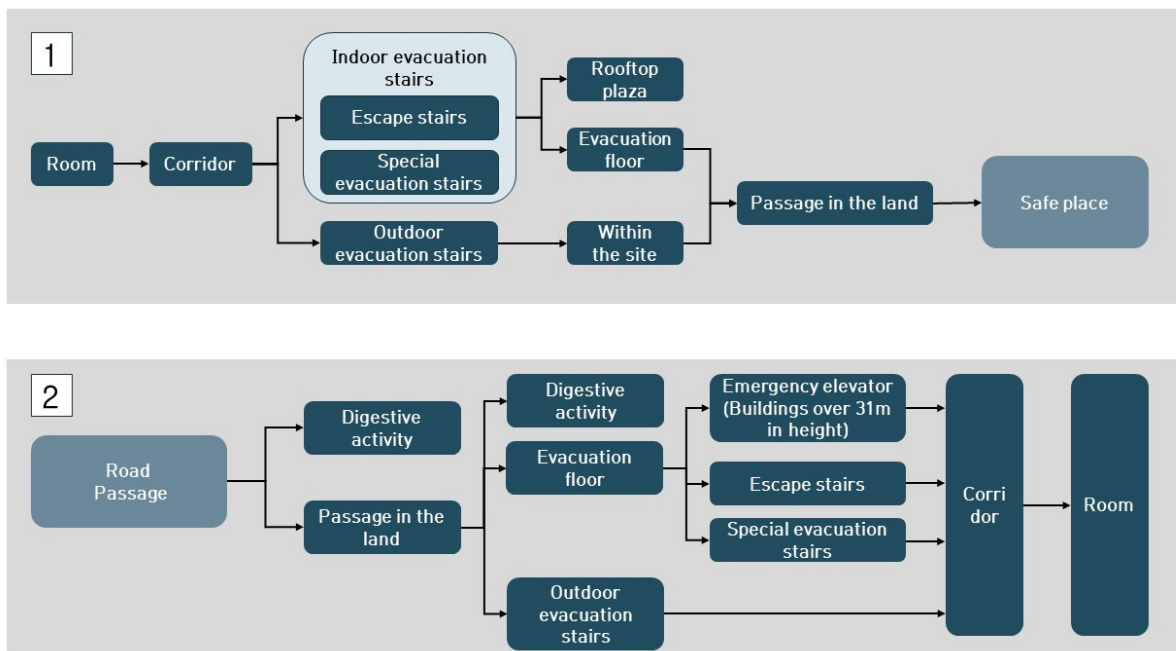 1
Indoor evacuation
stairs
Escape stairs
Special
evacuation stairs
Rooftop
plaza
Evacuation
floor
Room
Corridor
Outdoor
evacuation stairs
Within
the site
Passage in the land
Safe place
2
Road
Passage
Digestive
activity
Passage in the
land
Digestive
activity
Evacuation
floor
Outdoor
evacuation
stairs
Emergency elevator
(Buildings over 31m
in height)
Escape stairs
Special evacuation
stairs
Corri
dor
Room